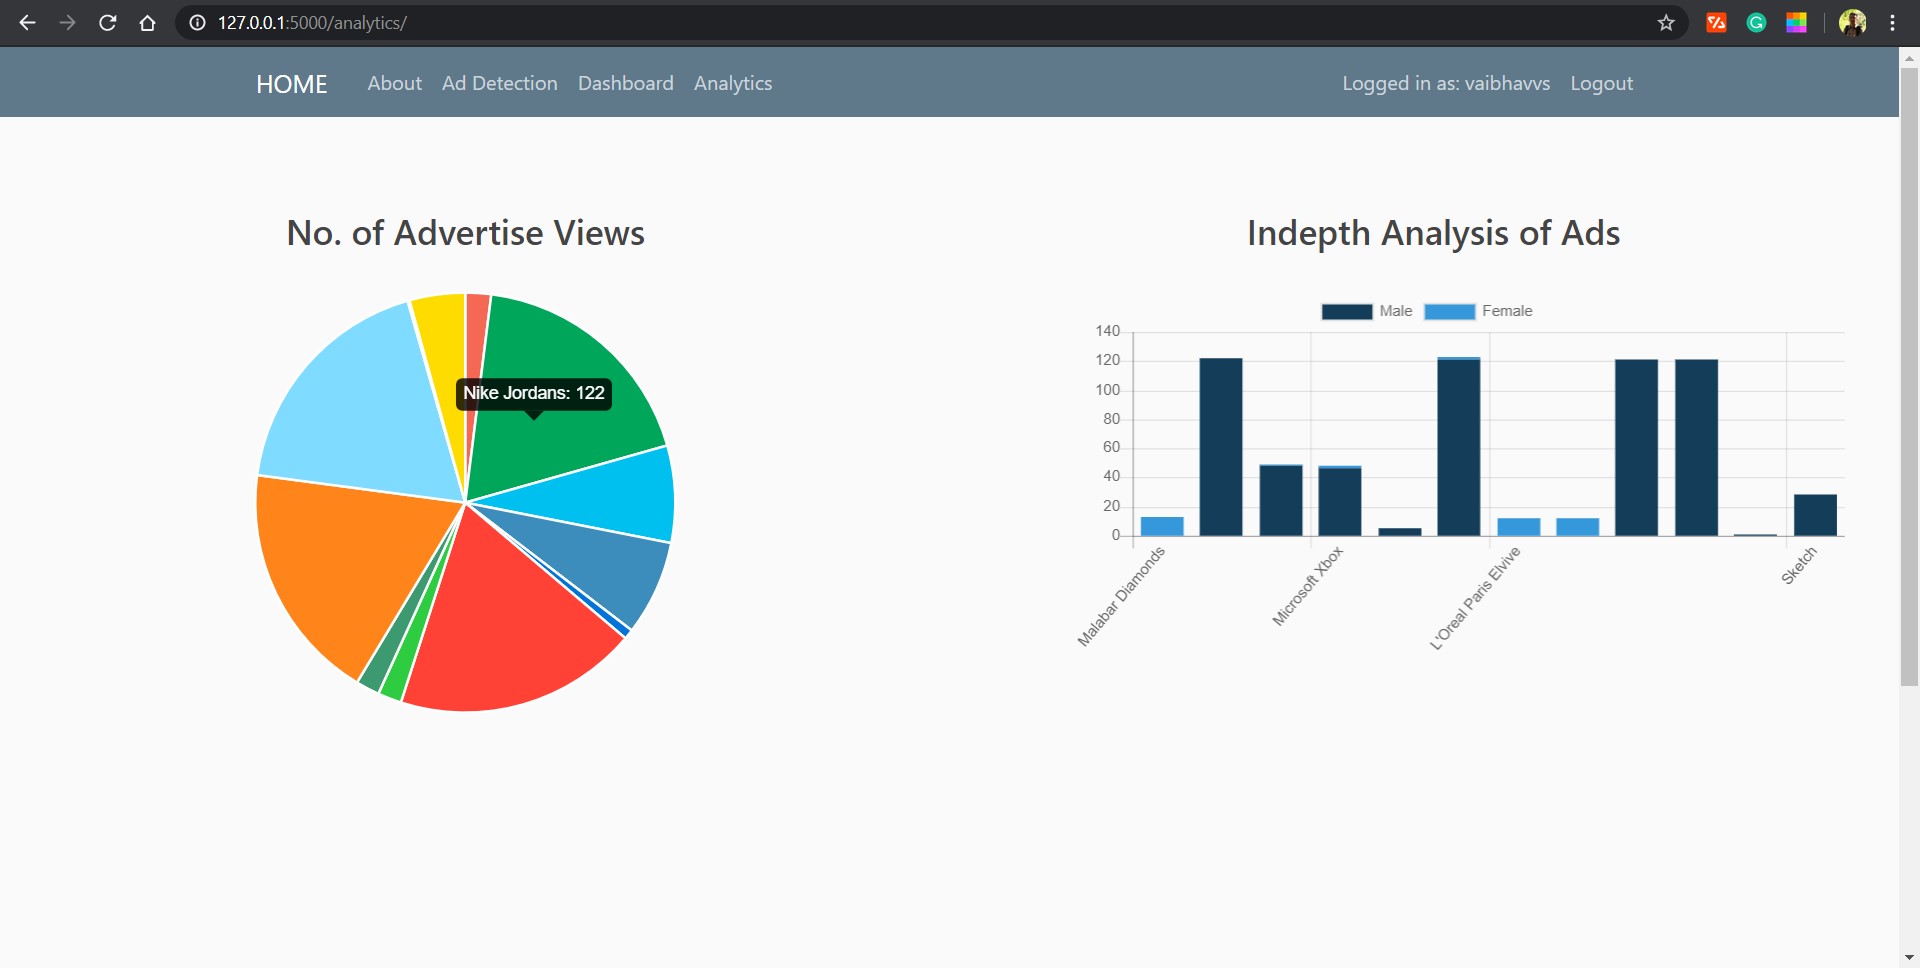 127.0.0.1:5000/analytics/
HOME About Ad Detection Dashboard Analytics Logged in as: vaibhavvs Logout
No. of Advertise Views
Nike Jordans: 122
Indepth Analysis of Ads
Male Female
140
120
100
80
60
40
20
0
Malabar Diamonds
Microsoft Xbox
L'Oreal Paris Elvive
Sketch